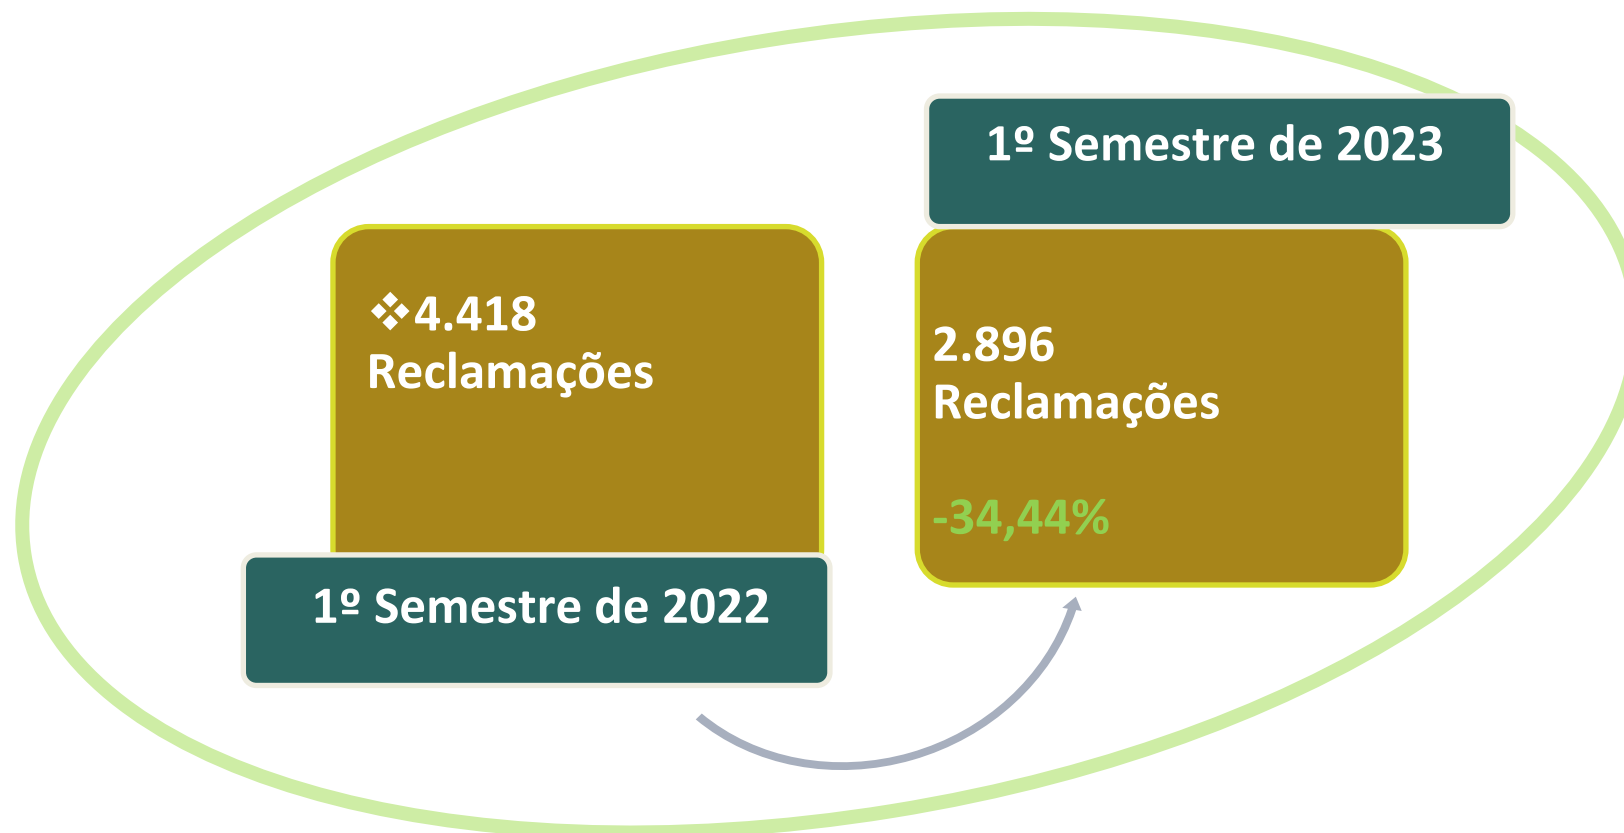 ❖4.418
Reclamações
1º Semestre de 2022
1º Semestre de 2023
2.896
Reclamações
-34,44%